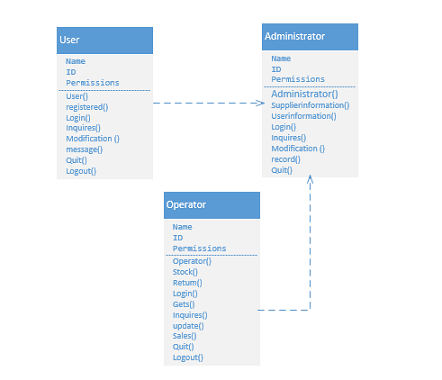 User
Name
ID
Permissions
User()
registered()
Login()
Inquires()
Modification ()
message()
Quit()
Logout()
Administrator
Name
ID
Permissions
Administrator()
Supplierinformation()
Userinformation()
Login()
Inquires()
Modification ()
record()
Quit()
Operator
Name
ID
Permissions
Operator()
Stock()
Retum()
Login()
Gets()
Inquires()
update()
Sales()
Quit()
Logout()